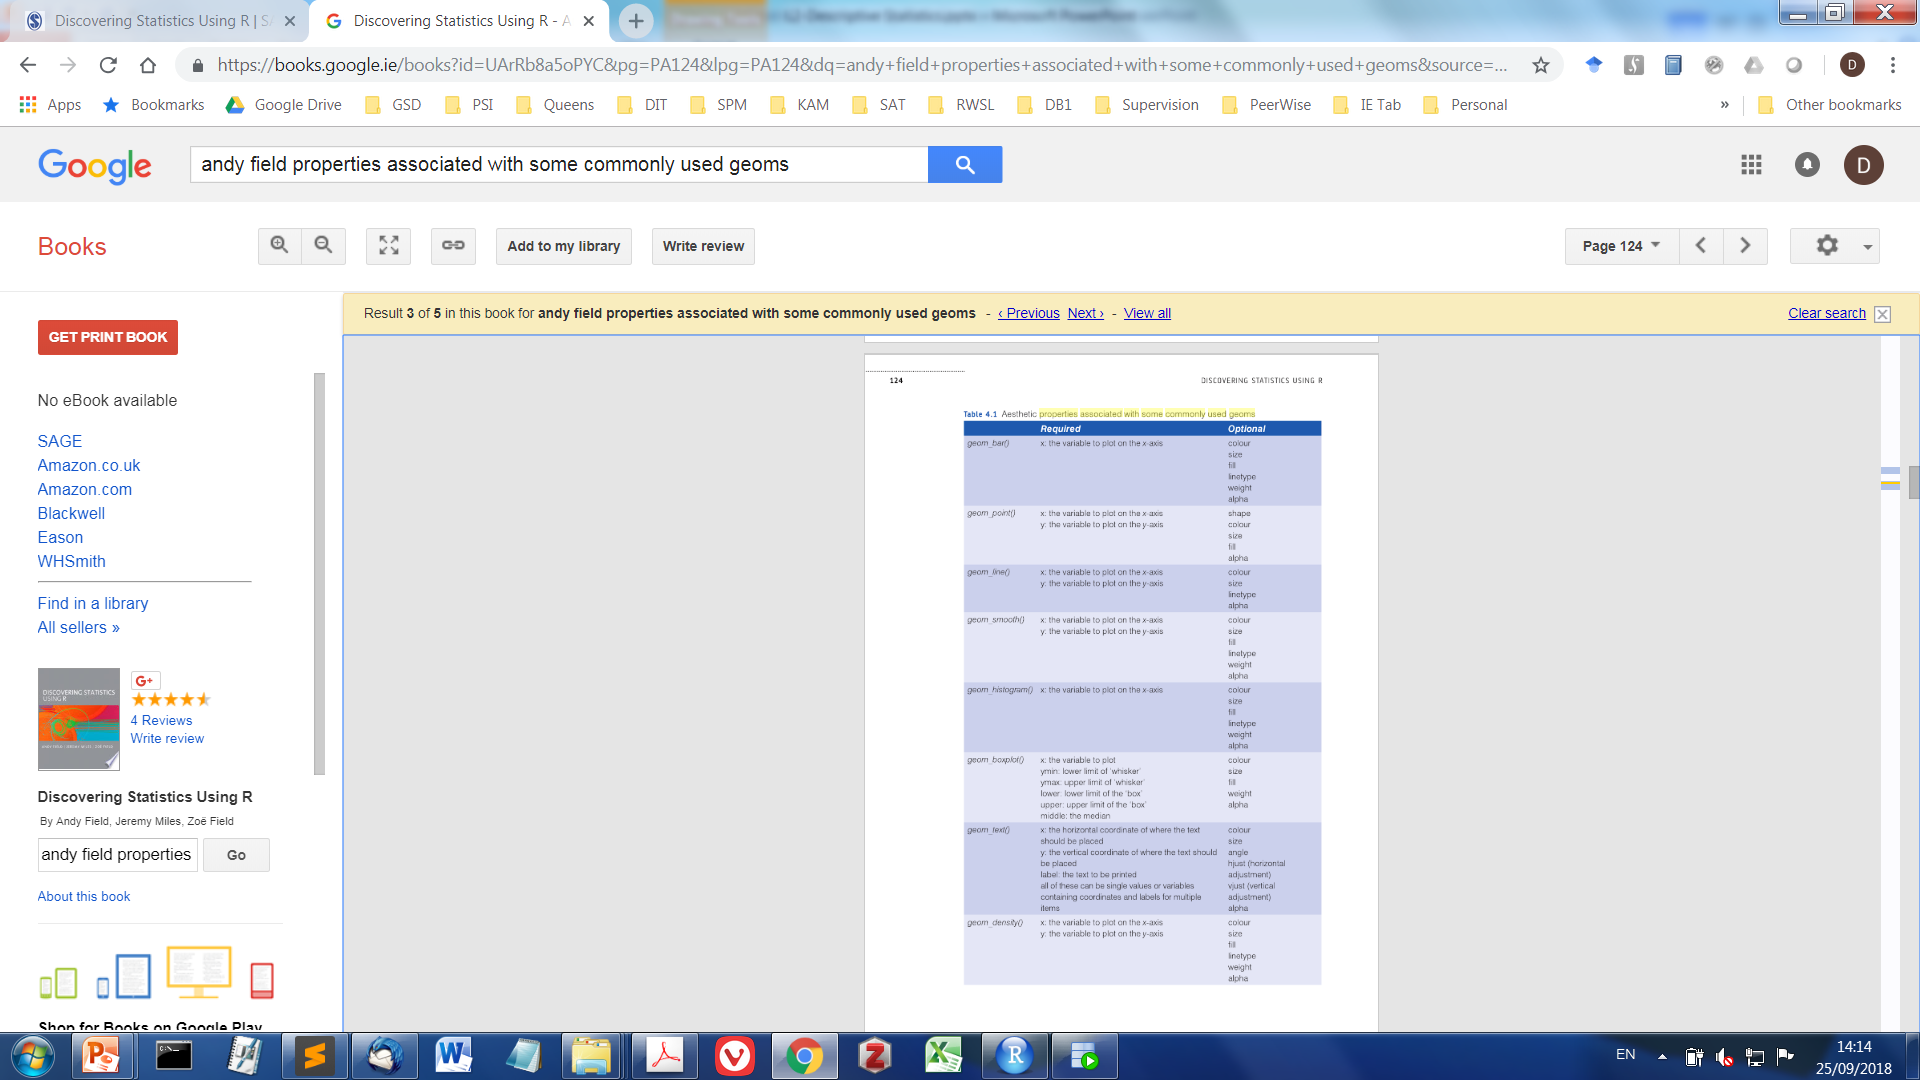 Discovering Statistics Using R | S
Discovering Statistics Using R - A
https://books.google.ie/books?id=UArRb8a5oPYC&pg=PA124&lpg=PA124&dq=andy+field+properties+associated+with+some+commonly+used+geoms&source=...
D
Apps Bookmarks Google Drive GSD PSI Queens DIT SPM KAM SAT RWSL DB1 Supervision PeerWise IE Tab Personal » Other bookmarks
Google andy field properties associated with some commonly used geoms D
Books Add to my library Write review Page 124
Result 3 of 5 in this book for andy field properties associated with some commonly used geoms - ‹ Previous Next › - View all Clear search
GET PRINT BOOK
No eBook available
SAGE
Amazon.co.uk
Amazon.com
Blackwell
Eason
WHSmith
Find in a library
All sellers »
DISCOVERING STATISTICS
USING R
G+
4 Reviews
Write review
Discovering Statistics Using R
By Andy Field, Jeremy Miles, Zoë Field
andy field properties Go
About this book
Shop for Books on Google Play
124 DISCOVERING STATISTICS USING R
Table 4.1 Aesthetic properties associated with some commonly used geoms
Required Optional
geom_bar() x: the variable to plot on the x-axis colour
size
fill
linetype
weight
alpha
geom_point() x: the variable to plot on the x-axis shape
y: the variable to plot on the y-axis colour
size
fill
alpha
geom_line() x: the variable to plot on the x-axis colour
y: the variable to plot on the y-axis size
linetype
alpha
geom_smooth() x: the variable to plot on the x-axis colour
y: the variable to plot on the y-axis size
fill
linetype
weight
alpha
geom_histogram() x: the variable to plot on the x-axis colour
size
fill
linetype
weight
alpha
geom_boxplot() x: the variable to plot colour
ymin: lower limit of 'whisker' size
ymax: upper limit of 'whisker' fill
lower: lower limit of the 'box' weight
upper: upper limit of the 'box' alpha
middle: the median
geom_text() x: the horizontal coordinate of where the text colour
should be placed size
y: the vertical coordinate of where the text should angle
be placed hjust (horizontal
label: the text to be printed adjustment)
all of these can be single values or variables vjust (vertical
containing coordinates and labels for multiple adjustment)
items alpha
geom_density() x: the variable to plot on the x-axis colour
y: the variable to plot on the y-axis size
fill
linetype
weight
alpha
EN 14:14
25/09/2018